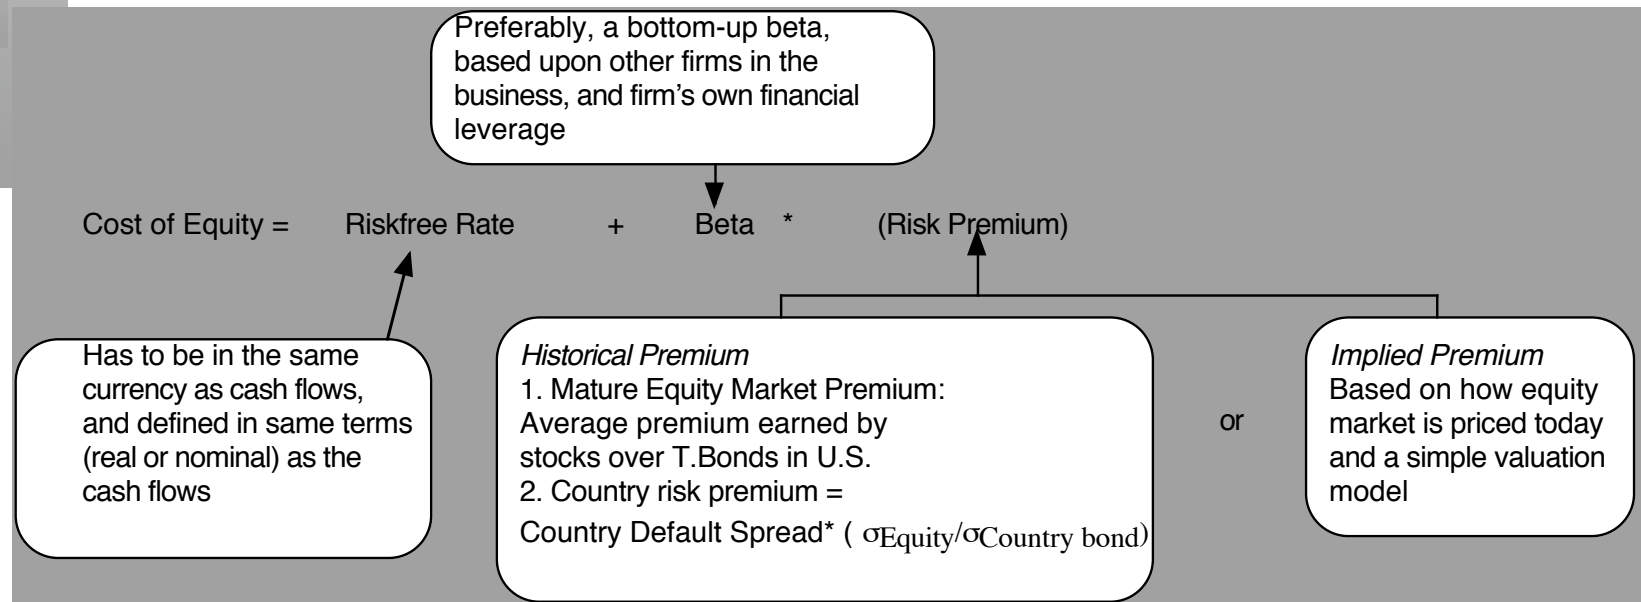 Preferably, a bottom-up beta,
based upon other firms in the
business, and firm's own financial
leverage
Cost of Equity = Riskfree Rate + Beta * (Risk Premium)
Has to be in the same
currency as cash flows,
and defined in same terms
(real or nominal) as the
cash flows
Historical Premium
1. Mature Equity Market Premium:
Average premium earned by
stocks over T.Bonds in U.S.
2. Country risk premium =
Country Default Spread* ( σEquity/σCountry bond)
or
Implied Premium
Based on how equity
market is priced today
and a simple valuation
model